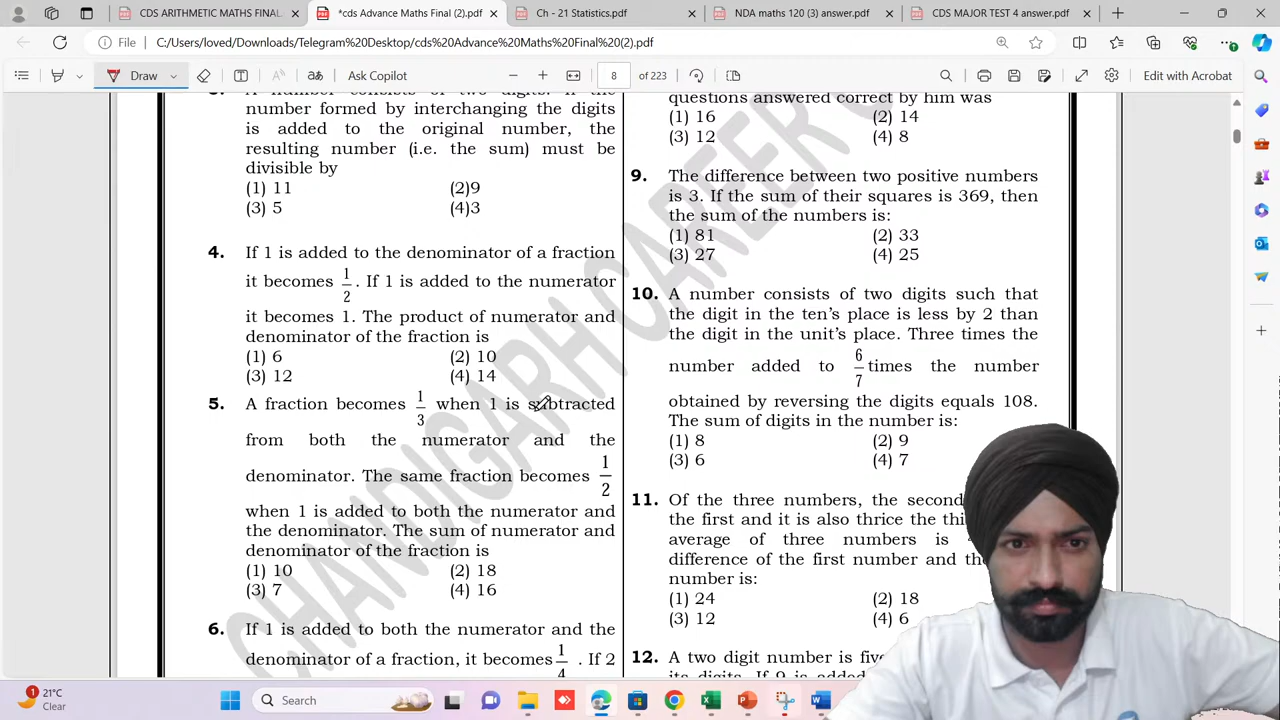 CDS ARITHMETIC MATHS FINAL
*cds Advance Maths Final (2).pdf
Ch - 21 Statistics.pdf
NDA maths 120 (3) answer.pdf
CDS MAJOR TEST 4 answer.pdf
File
C:/Users/loved/Downloads/Telegram%20Desktop/cds%20Advance%20Maths%20Final%20(2).pdf
Draw
Ask Copilot
8 of 223
Edit with Acrobat
number formed by interchanging the digits
is added to the original number, the
resulting number (i.e. the sum) must be
divisible by
(1) 11 (2)9
(3) 5 (4)3
4. If 1 is added to the denominator of a fraction
it becomes 1/2. If 1 is added to the numerator
it becomes 1. The product of numerator and
denominator of the fraction is
(1) 6 (2) 10
(3) 12 (4) 14
5. A fraction becomes 1/3 when 1 is subtracted
from both the numerator and the
denominator. The same fraction becomes 1/2
when 1 is added to both the numerator and
the denominator. The sum of numerator and
denominator of the fraction is
(1) 10 (2) 18
(3) 7 (4) 16
6. If 1 is added to both the numerator and the
denominator of a fraction, it becomes 1/4. If 2
questions answered correct by him was
(1) 16 (2) 14
(3) 12 (4) 8
9. The difference between two positive numbers
is 3. If the sum of their squares is 369, then
the sum of the numbers is:
(1) 81 (2) 33
(3) 27 (4) 25
10. A number consists of two digits such that
the digit in the ten's place is less by 2 than
the digit in the unit's place. Three times the
number added to 6/7 times the number
obtained by reversing the digits equals 108.
The sum of digits in the number is:
(1) 8 (2) 9
(3) 6 (4) 7
11. Of the three numbers, the second
the first and it is also thrice the
average of three numbers is
difference of the first number and
number is:
(1) 24 (2) 18
(3) 12 (4) 6
12. A two digit number is
its digits. If 9 is added
CHANDIGARH CAREER
1
21°C
Clear
Search